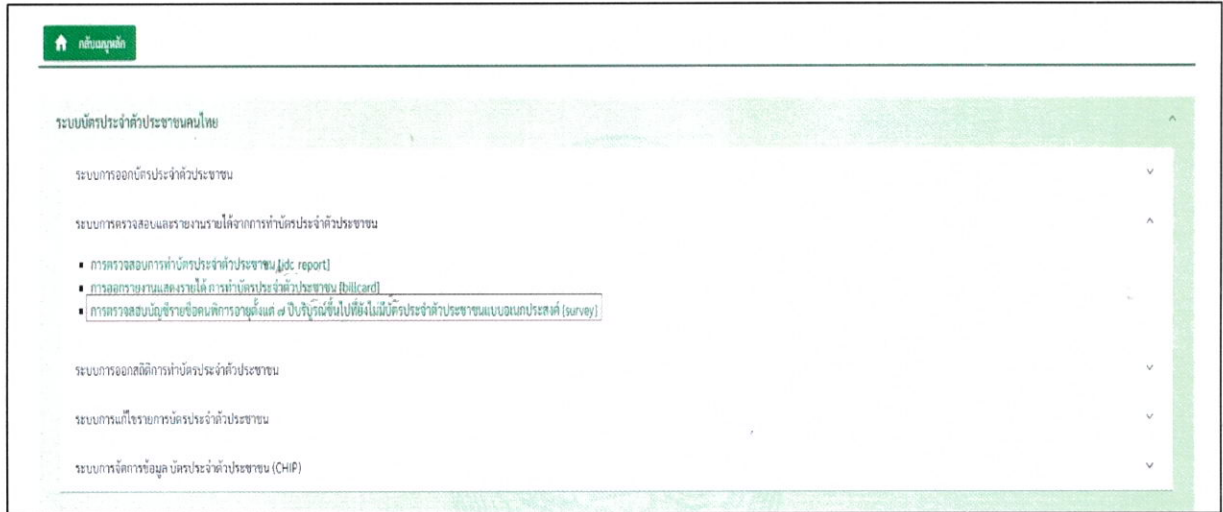 กลับเมนูหลัก
ระบบบัตรประจำตัวประชาชนคนไทย
ระบบการออกบัตรประจำตัวประชาชน
ระบบการตรวจสอบและรายงานรายได้จากการทำบัตรประจำตัวประชาชน
การตรวจสอบการทำบัตรประจำตัวประชาชน [idc report]
การออกรายงานแสดงรายได้ การทำบัตรประจำตัวประชาชน [billcard]
การตรวจสอบบัญชีรายชื่อคนพิการอายุตั้งแต่ ๗ ปีบริบูรณ์ขึ้นไปที่ยังไม่มีบัตรประจำตัวประชาชนแบบอเนกประสงค์ [survey]
ระบบการออกสถิติการทำบัตรประจำตัวประชาชน
ระบบการแก้ไขรายการบัตรประจำตัวประชาชน
ระบบการจัดการข้อมูล บัตรประจำตัวประชาชน (CHIP)